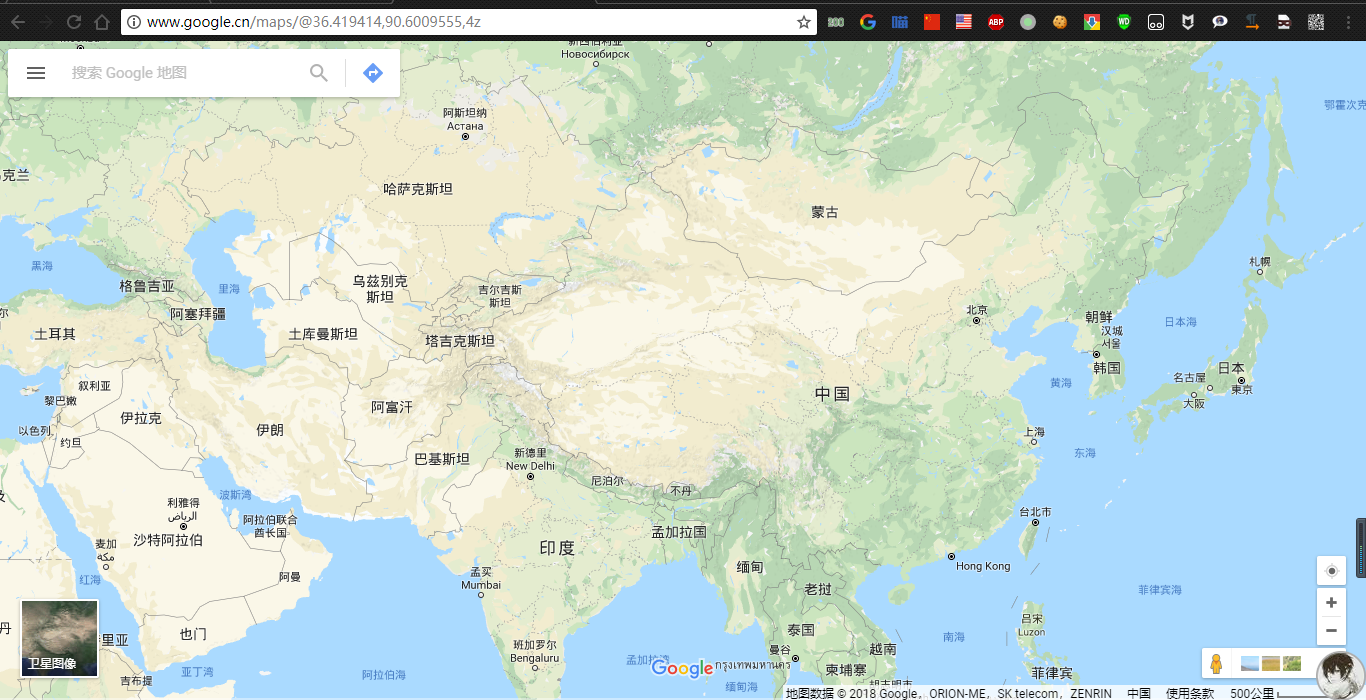 www.google.cn/maps/@36.419414,90.6009555,4z
ABP
WD
搜索 Google 地图
Новосибирск
阿斯坦纳
Астана
鄂霍次克
克兰
哈萨克斯坦
蒙古
黑海
格鲁吉亚
里海
乌兹别克
斯坦
吉尔吉斯
斯坦
札幌
阿塞拜疆
北京
朝鲜
日本海
土耳其
土库曼斯坦
塔吉克斯坦
汉城
서울
韩国
日本
叙利亚
名古屋
黄海
東京
大阪
黎巴嫩
伊拉克
阿富汗
中国
以色列
约旦
伊朗
上海
巴基斯坦
新德里
New Delhi
东海
尼泊尔
不丹
波斯湾
利雅得
الرياض
阿拉伯联合
酋长国
台北市
麦加
مكة
沙特阿拉伯
印度
孟加拉国
Hong Kong
缅甸
红海
阿曼
孟买
Mumbai
老挝
菲律宾海
吕宋
Luzon
也门
里亚
泰国
南海
卫星图像
班加罗尔
Bengaluru
越南
曼谷
กรุงเทพมหานคร
Google
亚丁湾
阿拉伯海
柬埔寨
菲律宾
吉布提
缅甸海
地图数据 © 2018 Google，ORION-ME，SK telecom，ZENRIN 中国 使用条款 500公里